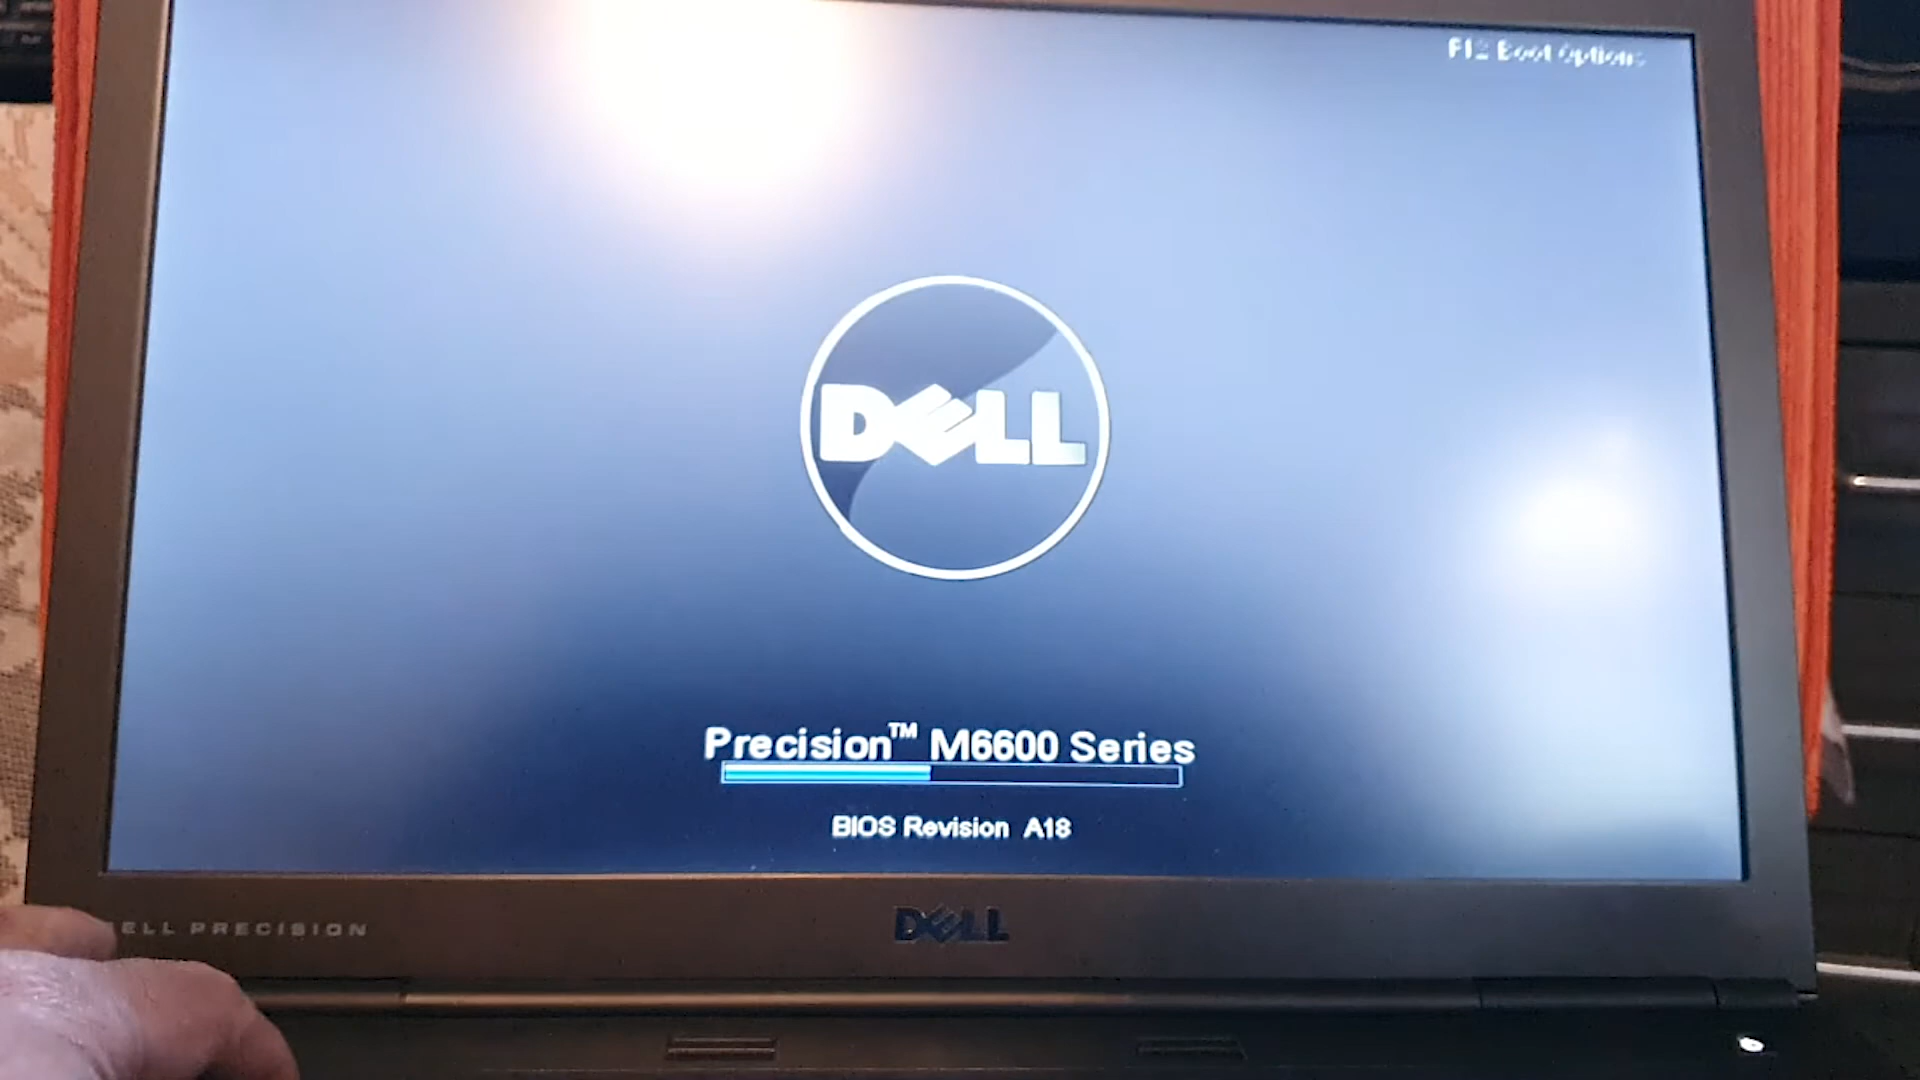 F12 Boot Options
DELL
Precision™ M6600 Series
BIOS Revision A18
ELL PRECISION
DELL